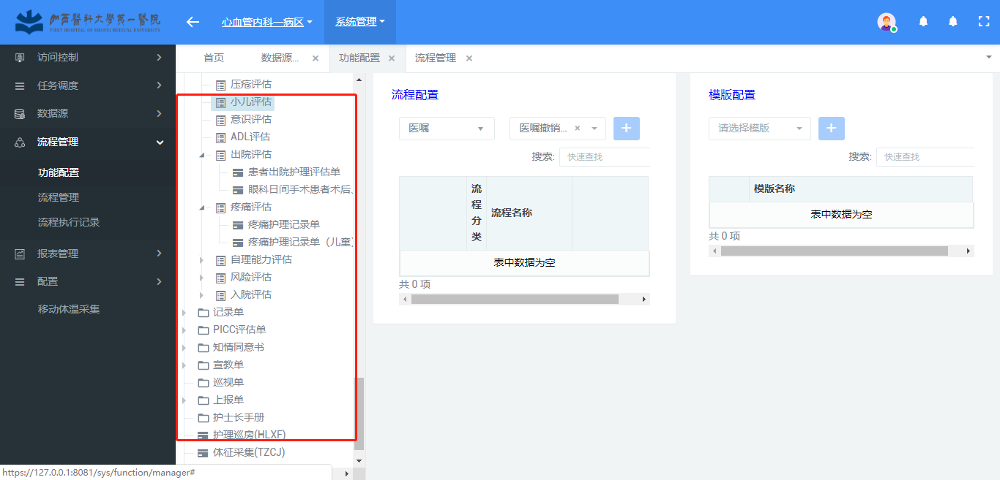 山西醫科大學第一醫院
FIRST HOSPITAL OF SHANXI MEDICAL UNIVERSITY
心血管内科一病区
系统管理
访问控制
任务调度
数据源
流程管理
功能配置
流程管理
流程执行记录
报表管理
配置
移动体温采集
首页
数据源...
功能配置
流程管理
压疮评估
小儿评估
意识评估
ADL评估
出院评估
患者出院护理评估单
眼科日间手术患者术后、
疼痛评估
疼痛护理记录单
疼痛护理记录单（儿童）
自理能力评估
风险评估
入院评估
记录单
PICC评估单
知情同意书
宣教单
巡视单
上报单
护士长手册
护理巡房(HLXF)
体征采集(TZCJ)
流程配置
医嘱
医嘱撤销...
搜索: 快速查找
流程分类 流程名称
表中数据为空
共 0 项
模版配置
请选择模版
搜索: 快速查找
模版名称
表中数据为空
共 0 项
https://127.0.0.1:8081/sys/function/manager#